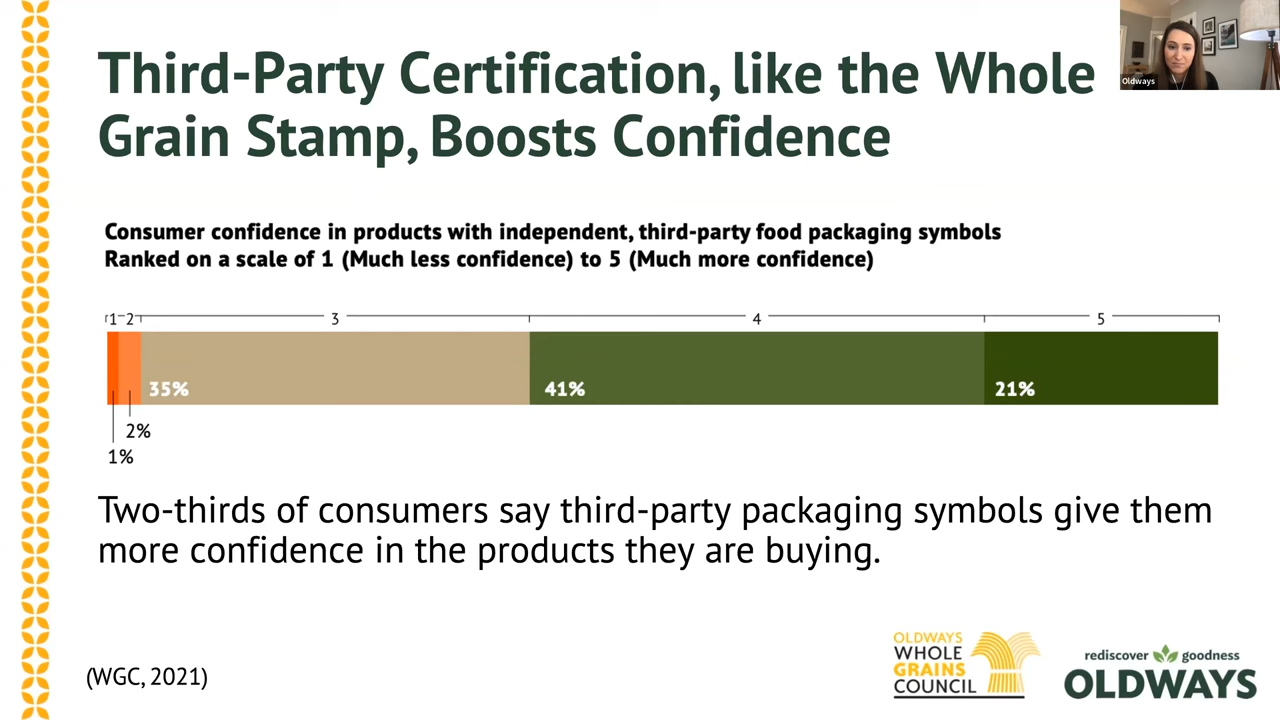 Third-Party Certification, like the Whole
Grain Stamp, Boosts Confidence
Oldways
Consumer confidence in products with independent, third-party food packaging symbols
Ranked on a scale of 1 (Much less confidence) to 5 (Much more confidence)
1 2 3 4 5
35% 41% 21%
2%
1%
Two-thirds of consumers say third-party packaging symbols give them
more confidence in the products they are buying.
(WGC, 2021)
OLDWAYS
WHOLE
GRAINS
COUNCIL
rediscover goodness
OLDWAYS